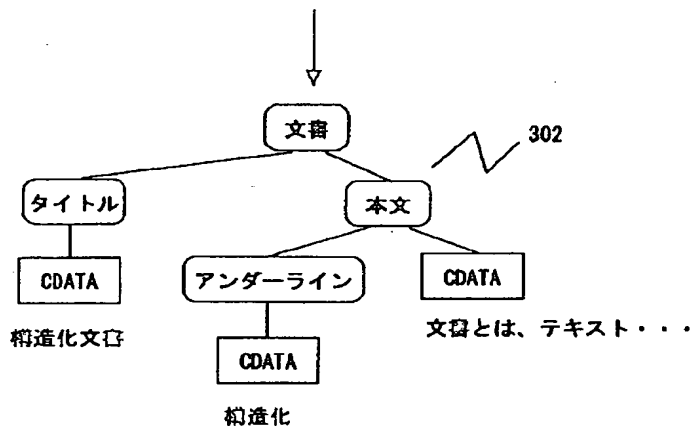 文書
302
タイトル
本文
CDATA
アンダーライン
CDATA
構造化文書
文書とは、テキスト・・・
CDATA
構造化